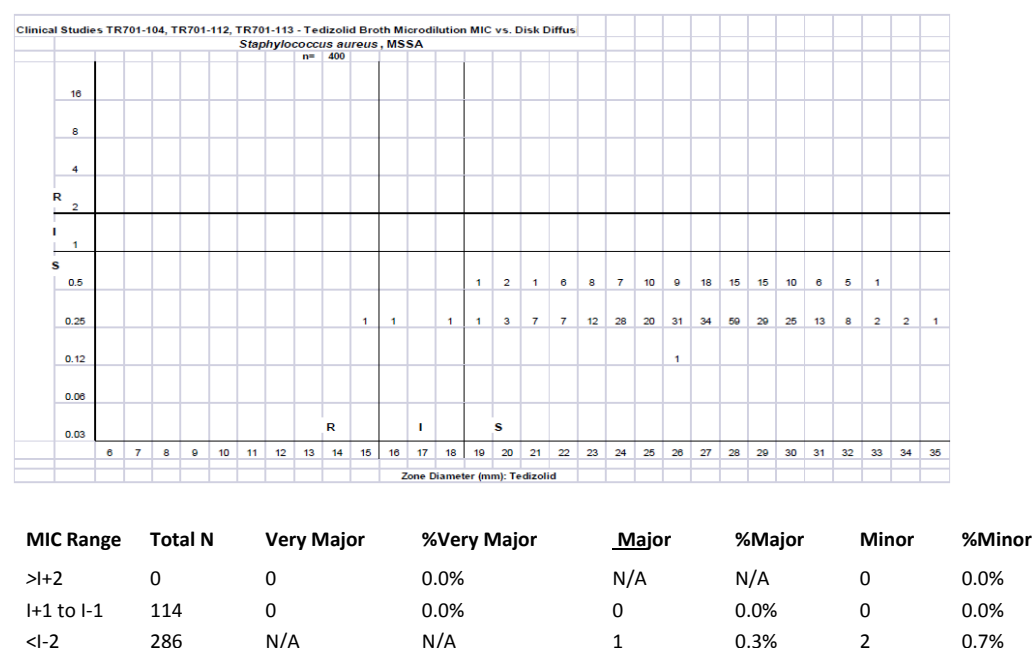 Clinical Studies TR701-104, TR701-112, TR701-113 - Tedizolid Broth Microdilution MIC vs. Disk Diffus
Staphylococcus aureus, MSSA
n= 400
16
8
4
R
2
I
1
S
0.5 1 2 1 6 8 7 10 9 18 15 15 10 6 5 1
0.25 1 1 1 1 3 7 7 12 28 20 31 34 59 29 25 13 8 2 2 1
0.12 1
0.06
R I S
0.03
6 7 8 9 10 11 12 13 14 15 16 17 18 19 20 21 22 23 24 25 26 27 28 29 30 31 32 33 34 35
Zone Diameter (mm): Tedizolid
MIC Range Total N Very Major %Very Major Major %Major Minor %Minor
>I+2 0 0 0.0% N/A N/A 0 0.0%
I+1 to I-1 114 0 0.0% 0 0.0% 0 0.0%
<I-2 286 N/A N/A 1 0.3% 2 0.7%